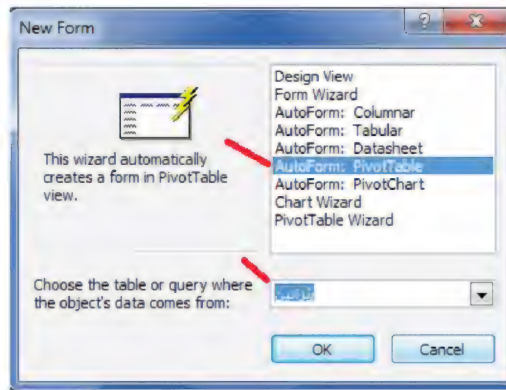 New Form
Design View
Form Wizard
AutoForm: Columnar
AutoForm: Tabular
AutoForm: Datasheet
AutoForm: PivotTable
AutoForm: PivotChart
Chart Wizard
PivotTable Wizard
This wizard automatically
creates a form in PivotTable
view.
Choose the table or query where
the object's data comes from:
OK
Cancel